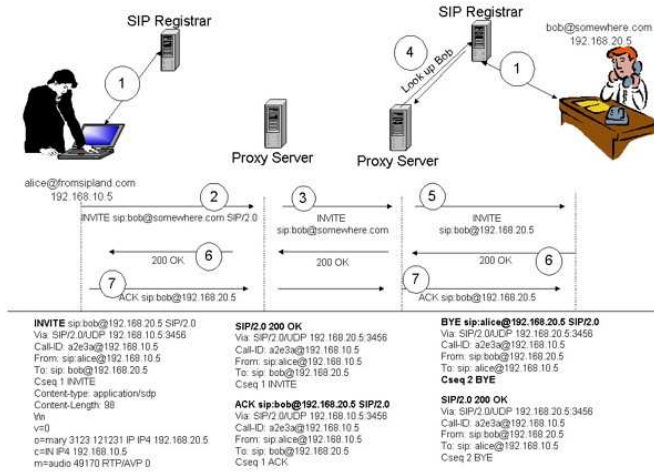 SIP Registrar
SIP Registrar
bob@somewhere.com
192.168.20.5
1
4
Look up Bob
1
Proxy Server
Proxy Server
alice@fromsipland.com
192.168.10.5
2
3
5
INVITE sip:bob@somewhere.com SIP/2.0
INVITE
sip:bob@somewhere.com
INVITE
sip:bob@192.168.20.5
200 OK
6
200 OK
200 OK
6
7
ACK sip:bob@192.168.20.5
7
ACK sip:bob@192.168.20.5
INVITE sip:bob@192.168.20.5 SIP/2.0
Via: SIP/2.0/UDP 192.168.10.5:3456
Call-ID: a2e3a@192.168.10.5
From: sip:alice@192.168.10.5
To: sip: bob@192.168.20.5
Cseq 1 INVITE
Content-type: application/sdp
Content-Length: 98
\r\n
v=0
o=mary 3123 121231 IP IP4 192.168.20.5
c=IN IP4 192.168.10.5
m=audio 49170 RTP/AVP 0
SIP/2.0 200 OK
Via: SIP/2.0/UDP 192.168.20.5:3456
Call-ID: a2e3a@192.168.10.5
From: sip:alice@192.168.10.5
To: sip: bob@192.168.20.5
Cseq 1 INVITE
ACK sip:bob@192.168.20.5 SIP/2.0
Via: SIP/2.0/UDP 192.168.10.5:3456
Call-ID: a2e3a@192.168.10.5
From: sip:alice@192.168.10.5
To: sip: bob@192.168.20.5
Cseq 1 ACK
BYE sip:alice@192.168.20.5 SIP/2.0
Via: SIP/2.0/UDP 192.168.20.5:3456
Call-ID: a2e3a@192.168.10.5
From: sip:bob@192.168.20.5
To: sip: alice@192.168.10.5
Cseq 2 BYE
SIP/2.0 200 OK
Via: SIP/2.0/UDP 192.168.20.5:3456
Call-ID: a2e3a@192.168.10.5
From: sip:bob@192.168.20.5
To: sip: alice@192.168.10.5
Cseq 2 BYE